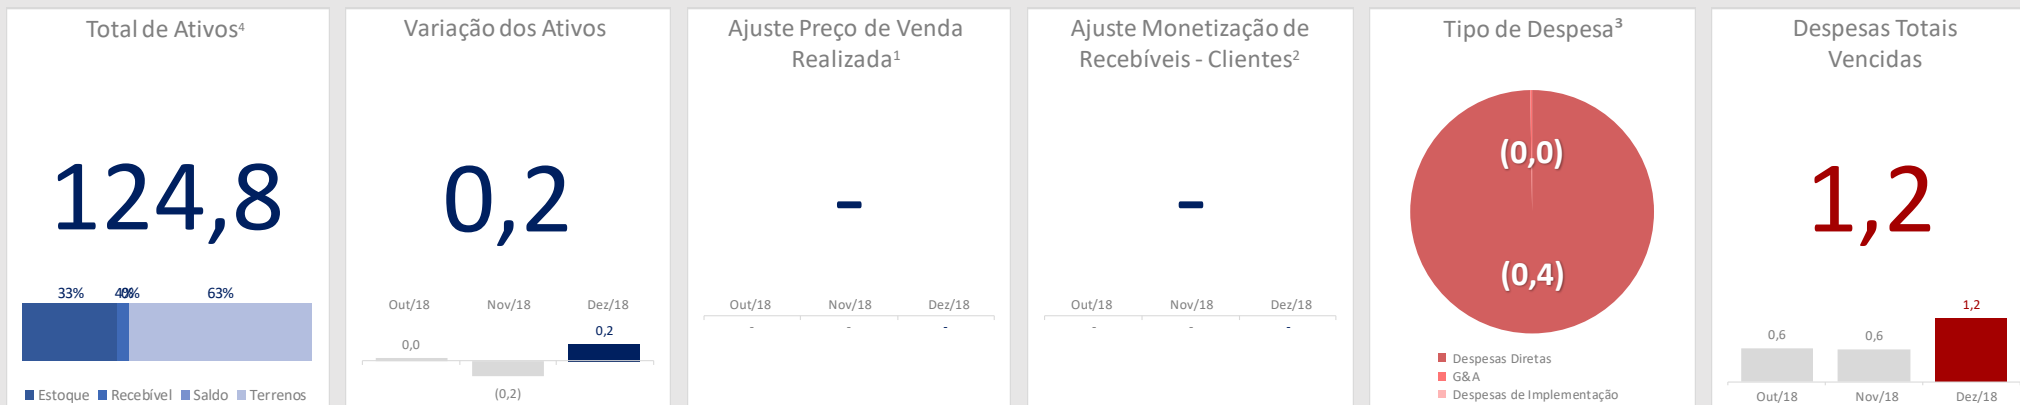 Total de Ativos⁴
124,8
33%
4%
0%
63%
Estoque
Recebível
Saldo
Terrenos
Variação dos Ativos
0,2
Out/18
Nov/18
Dez/18
0,0
(0,2)
0,2
Ajuste Preço de Venda
Realizada¹
-
Out/18
Nov/18
Dez/18
-
-
-
Ajuste Monetização de
Recebíveis - Clientes²
-
Out/18
Nov/18
Dez/18
-
-
-
Tipo de Despesa³
(0,0)
(0,4)
Despesas Diretas
G&A
Despesas de Implementação
Despesas Totais
Vencidas
1,2
0,6
0,6
1,2
Out/18
Nov/18
Dez/18